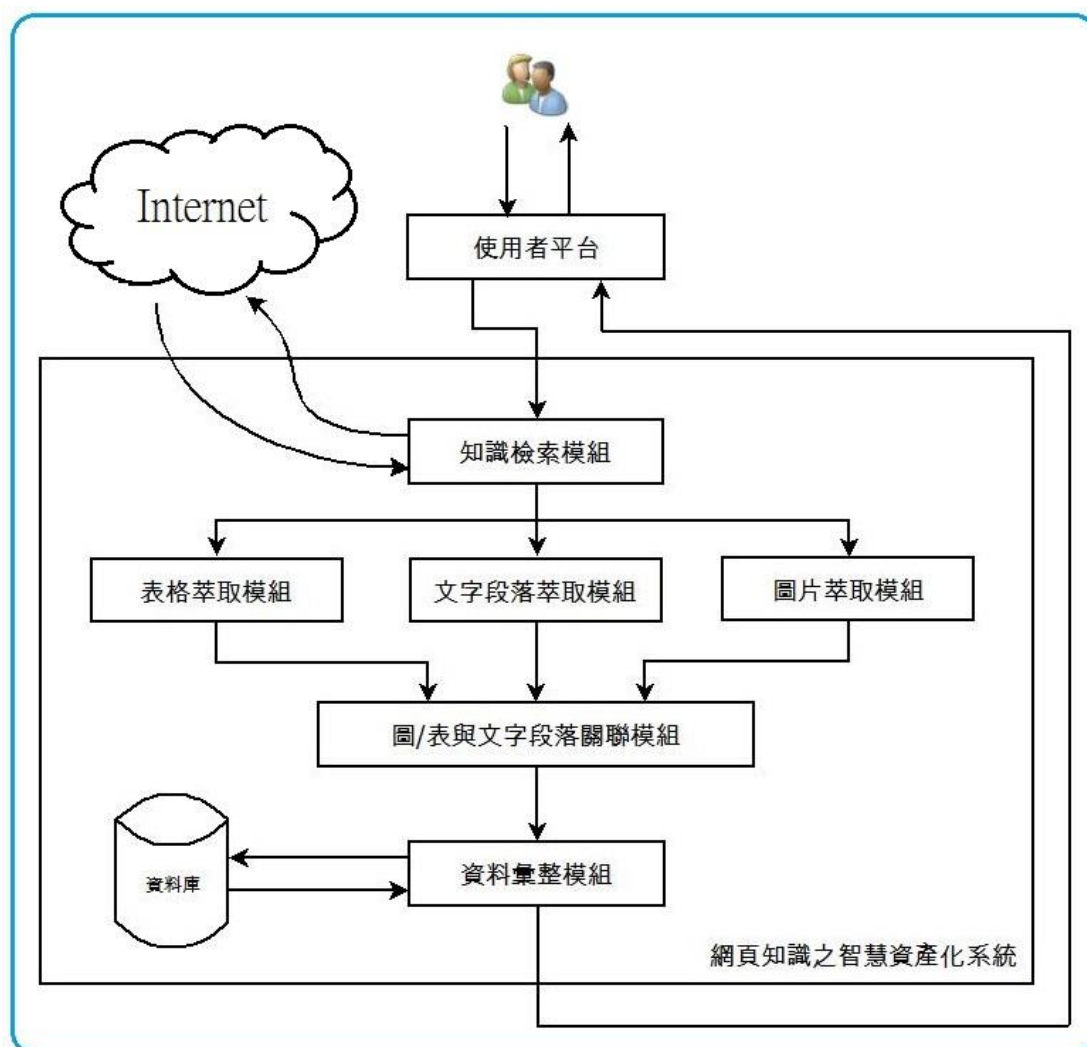 Internet
使用者平台
知識檢索模組
表格萃取模組
文字段落萃取模組
圖片萃取模組
圖/表與文字段落關聯模組
資料庫
資料彙整模組
網頁知識之智慧資產化系統